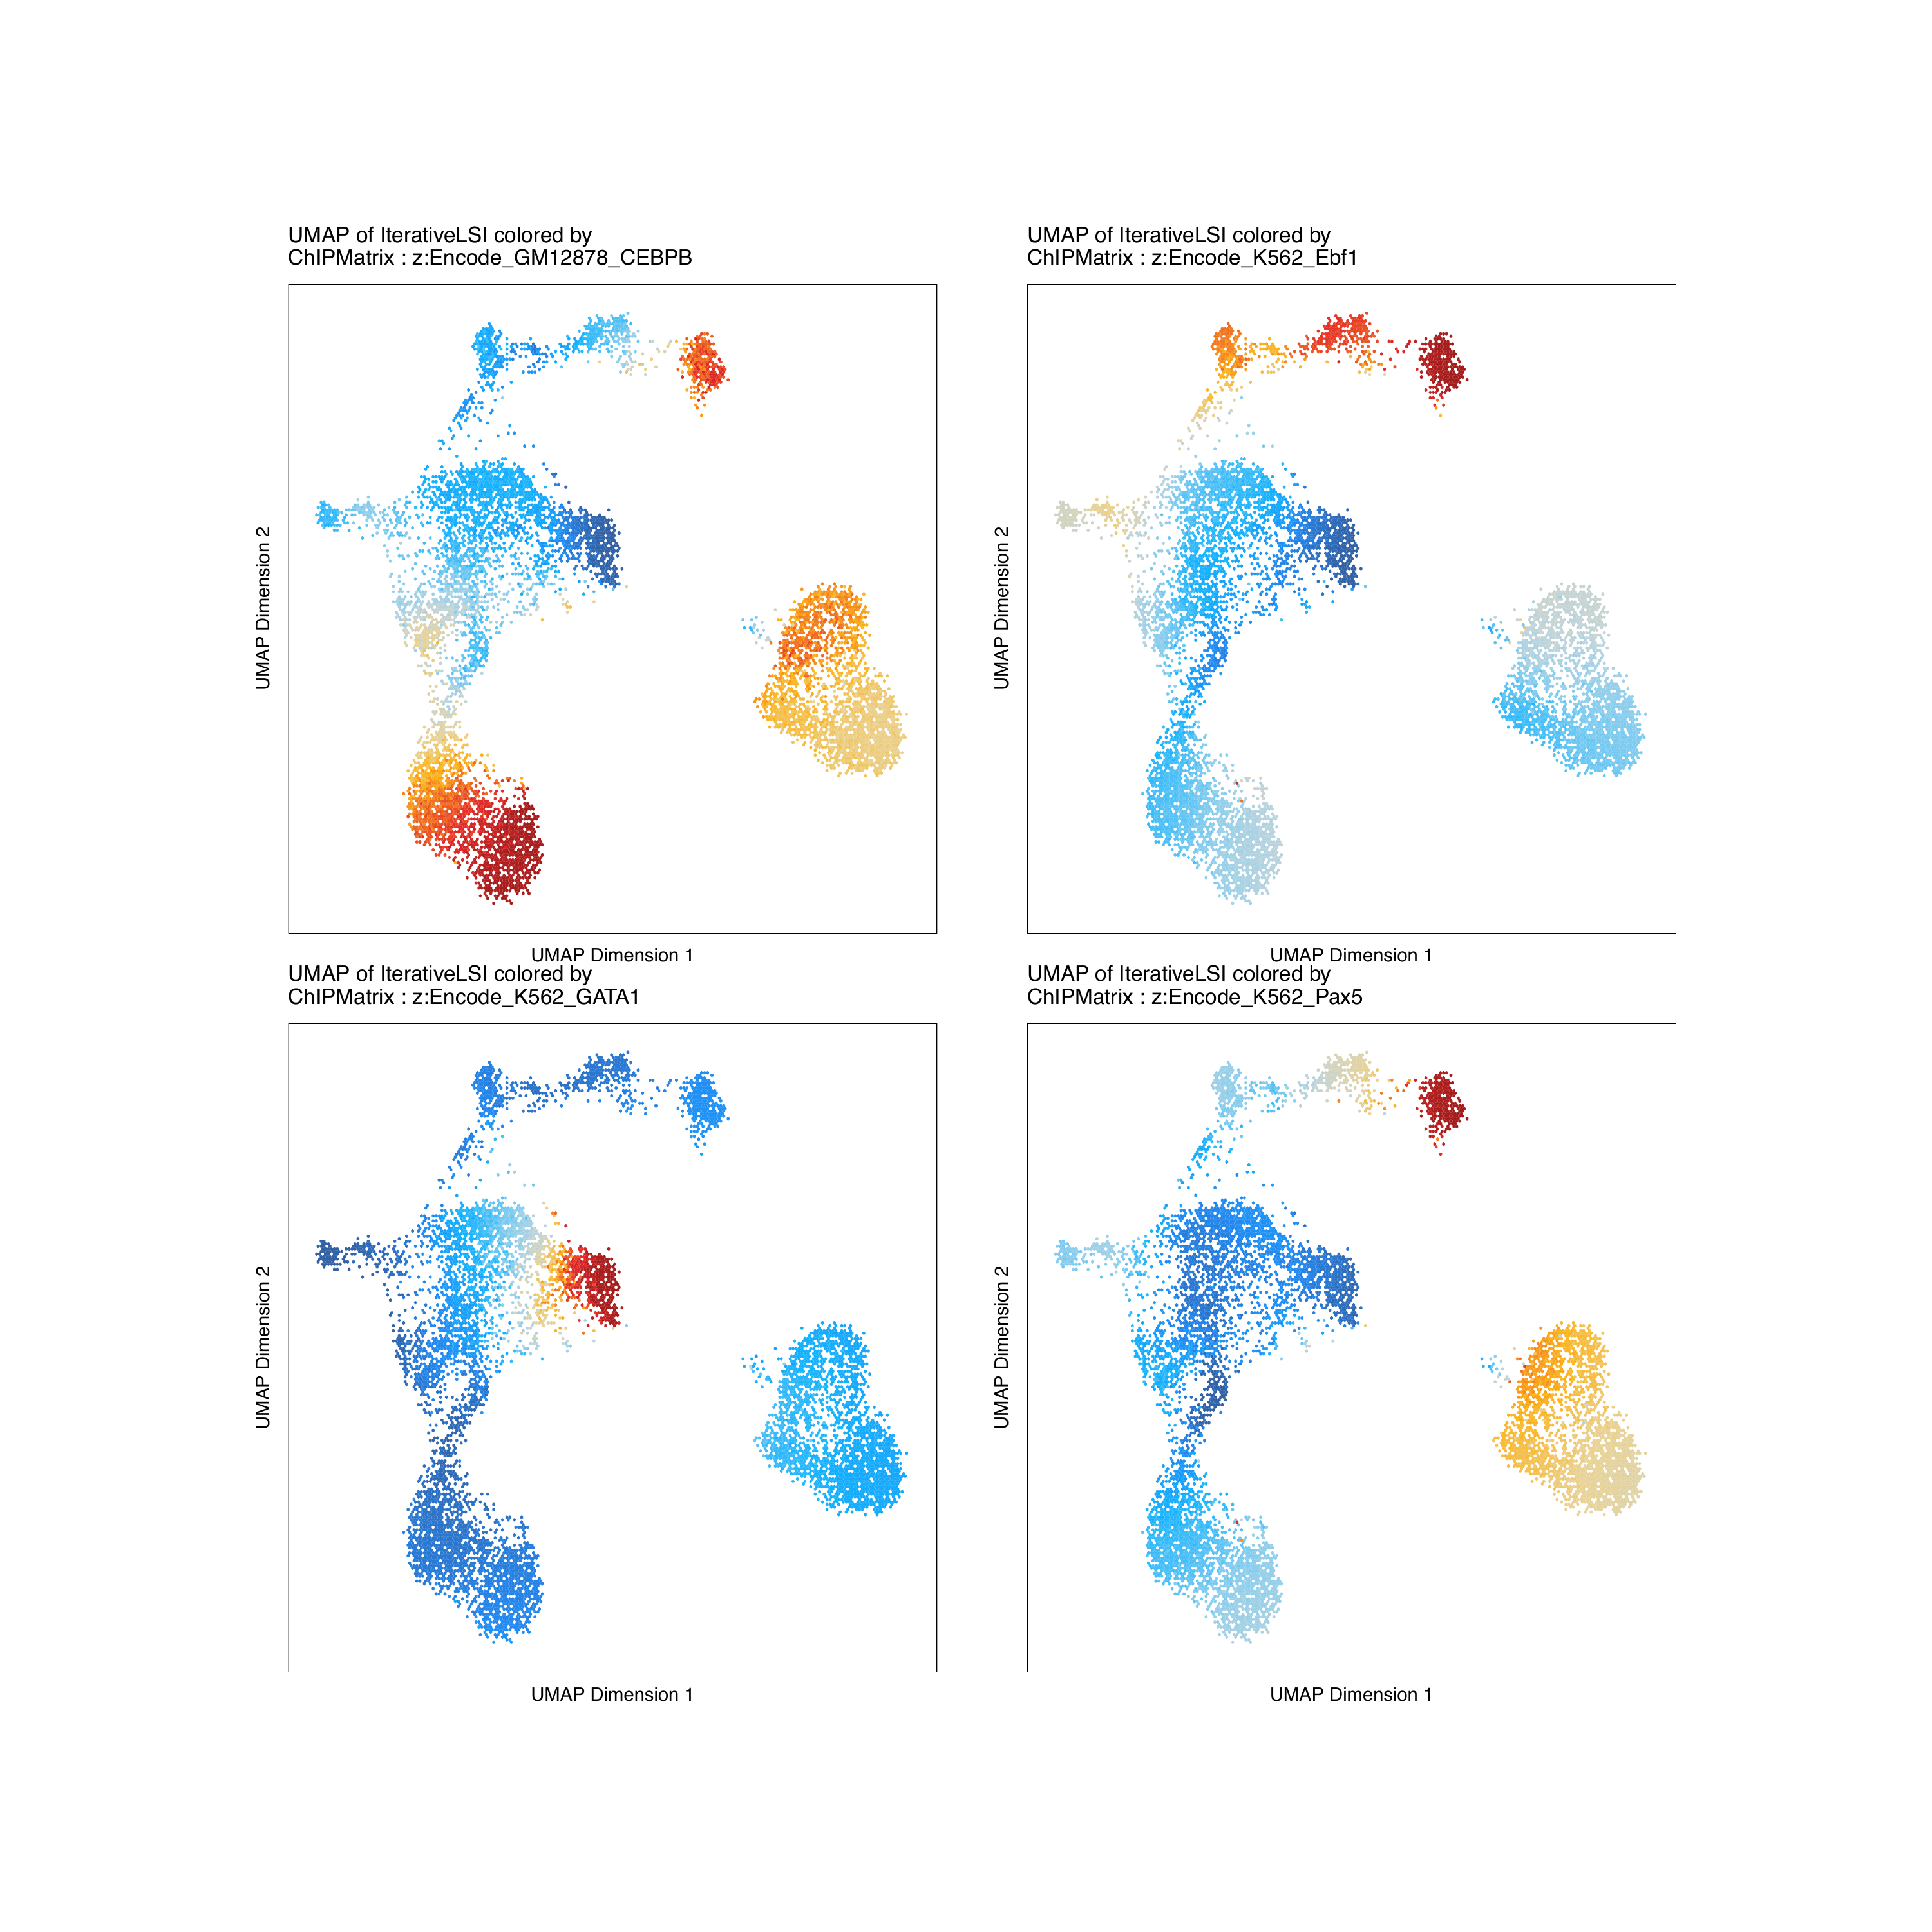 UMAP of IterativeLSI colored by
ChIPMatrix : z:Encode_GM12878_CEBPB
UMAP Dimension 2
UMAP Dimension 1
UMAP of IterativeLSI colored by
ChIPMatrix : z:Encode_K562_Ebf1
UMAP Dimension 2
UMAP Dimension 1
UMAP of IterativeLSI colored by
ChIPMatrix : z:Encode_K562_GATA1
UMAP Dimension 2
UMAP Dimension 1
UMAP of IterativeLSI colored by
ChIPMatrix : z:Encode_K562_Pax5
UMAP Dimension 2
UMAP Dimension 1